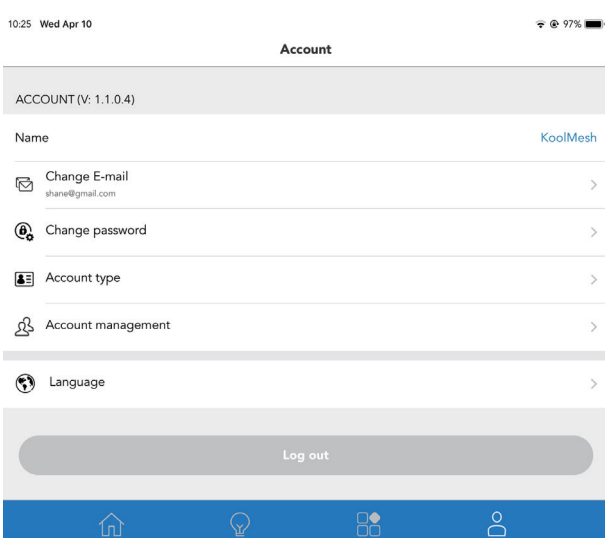 10:25 Wed Apr 10
97%
Account
ACCOUNT (V: 1.1.0.4)
Name
KoolMesh
Change E-mail
shane@gmail.com
Change password
Account type
Account management
Language
Log out